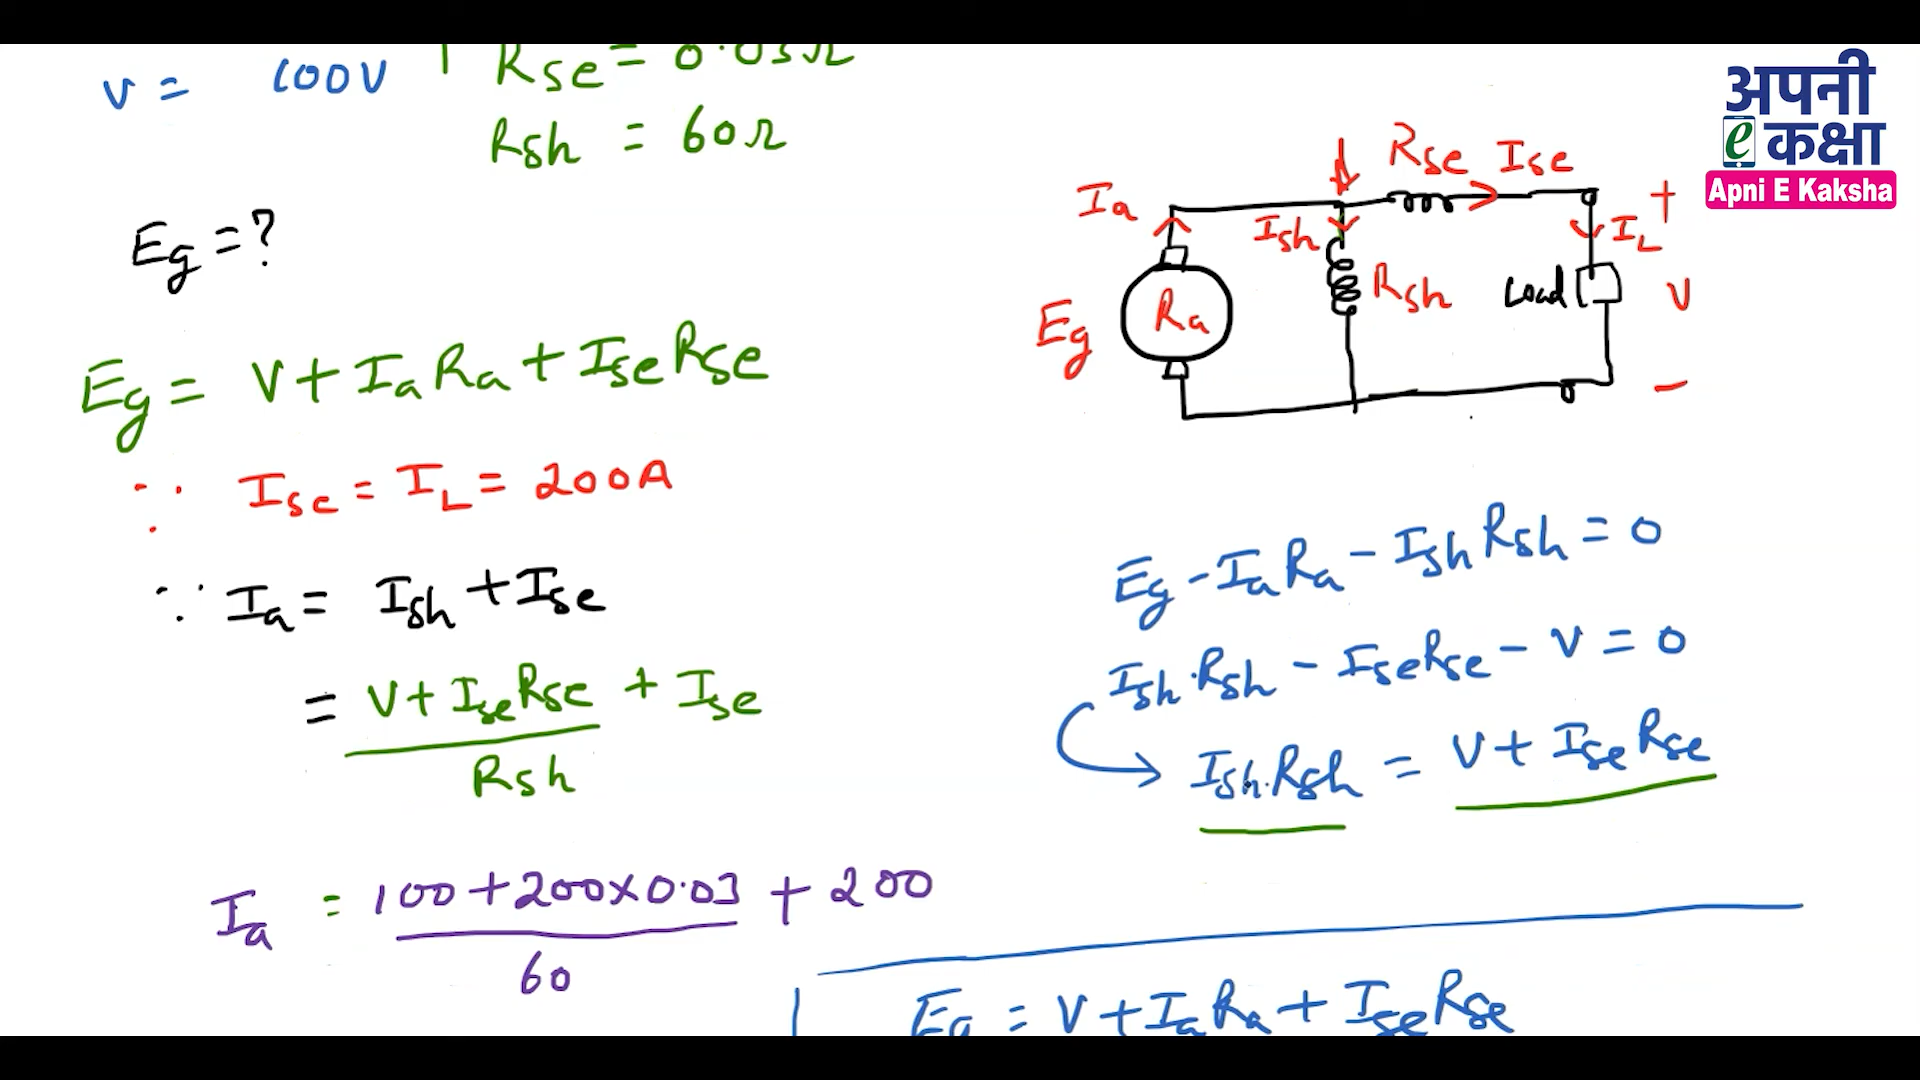 V = 100V
Rse = 0.03Ω
Rsh = 60Ω
Eg = ?
Eg = V + IaRa + IseRse
∵ Ise = IL = 200A
∵ Ia = Ish + Ise
= V + IseRse + Ise
Rsh
Ia = 100 + 200×0.03 + 200
60
अपनी
e कक्षा
Apni E Kaksha
Rse Ise
Ia
Ish
IL +
Eg
Ra
Rsh
Load
V
−
Eg - IaRa - IshRsh = 0
Ish.Rsh - IseRse - V = 0
Ish.Rsh = V + IseRse
Eg = V + IaRa + IseRse